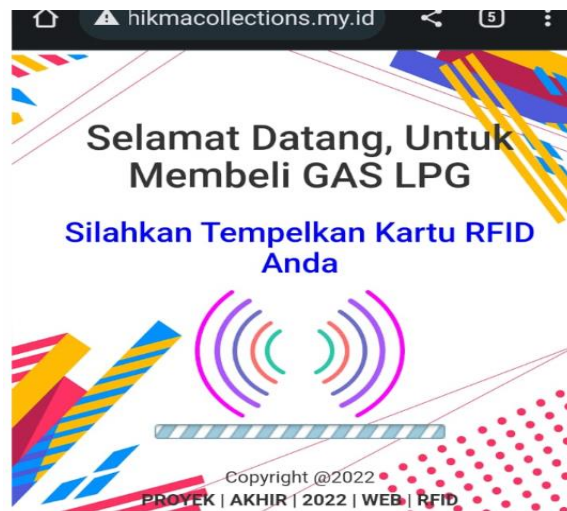 hikmacollections.my.id
5
Selamat Datang, Untuk
Membeli GAS LPG
Silahkan Tempelkan Kartu RFID
Anda
Copyright @2022
PROYEK | AKHIR | 2022 | WEB | RFID